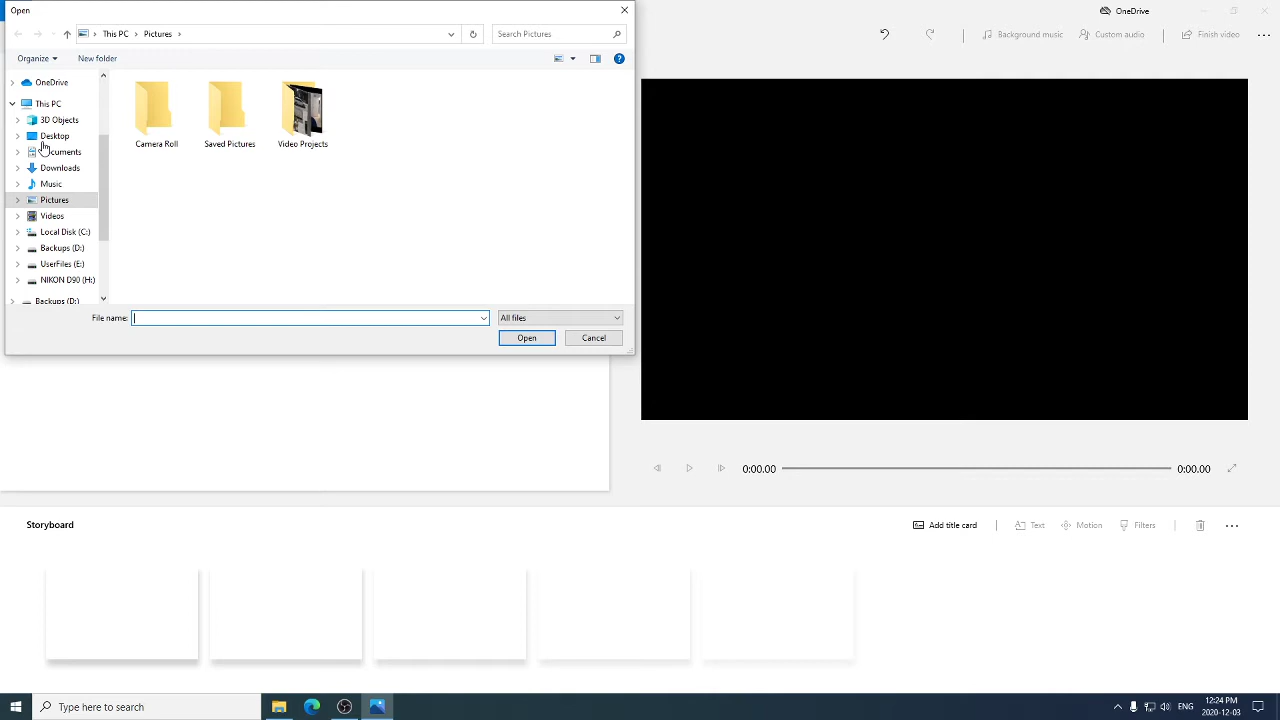 Open
OneDrive
This PC
Pictures
Search Pictures
Background music
Custom audio
Finish video
Organize
New folder
OneDrive
This PC
3D Objects
Desktop
Downloads
Music
Pictures
Videos
Local Disk (C:)
Backups (D:)
UserFiles (E:)
NIKON D90 (H:)
Backups (D:)
Camera Roll
Saved Pictures
Video Projects
File name:
All files
Open
Cancel
0:00.00
0:00.00
Storyboard
Add title card
Text
Motion
Filters
Type here to search
ENG
12:24 PM
2020-12-03